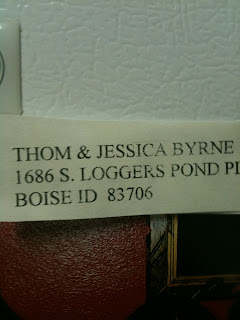 THOM & JESSICA BYRNE
1686 S. LOGGERS POND PL
BOISE ID 83706